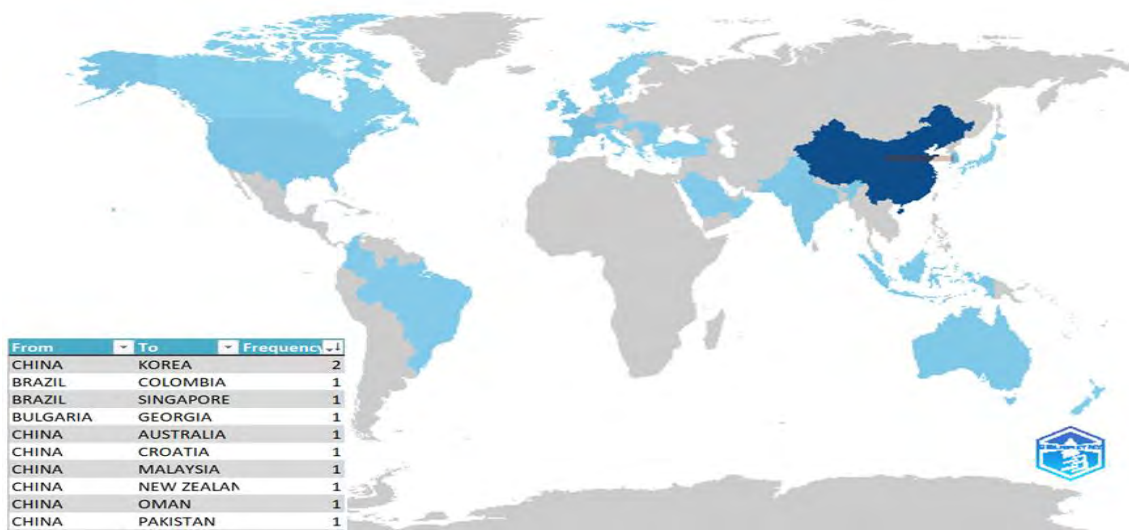 From To Frequency
CHINA KOREA 2
BRAZIL COLOMBIA 1
BRAZIL SINGAPORE 1
BULGARIA GEORGIA 1
CHINA AUSTRALIA 1
CHINA CROATIA 1
CHINA MALAYSIA 1
CHINA NEW ZEALAN 1
CHINA OMAN 1
CHINA PAKISTAN 1